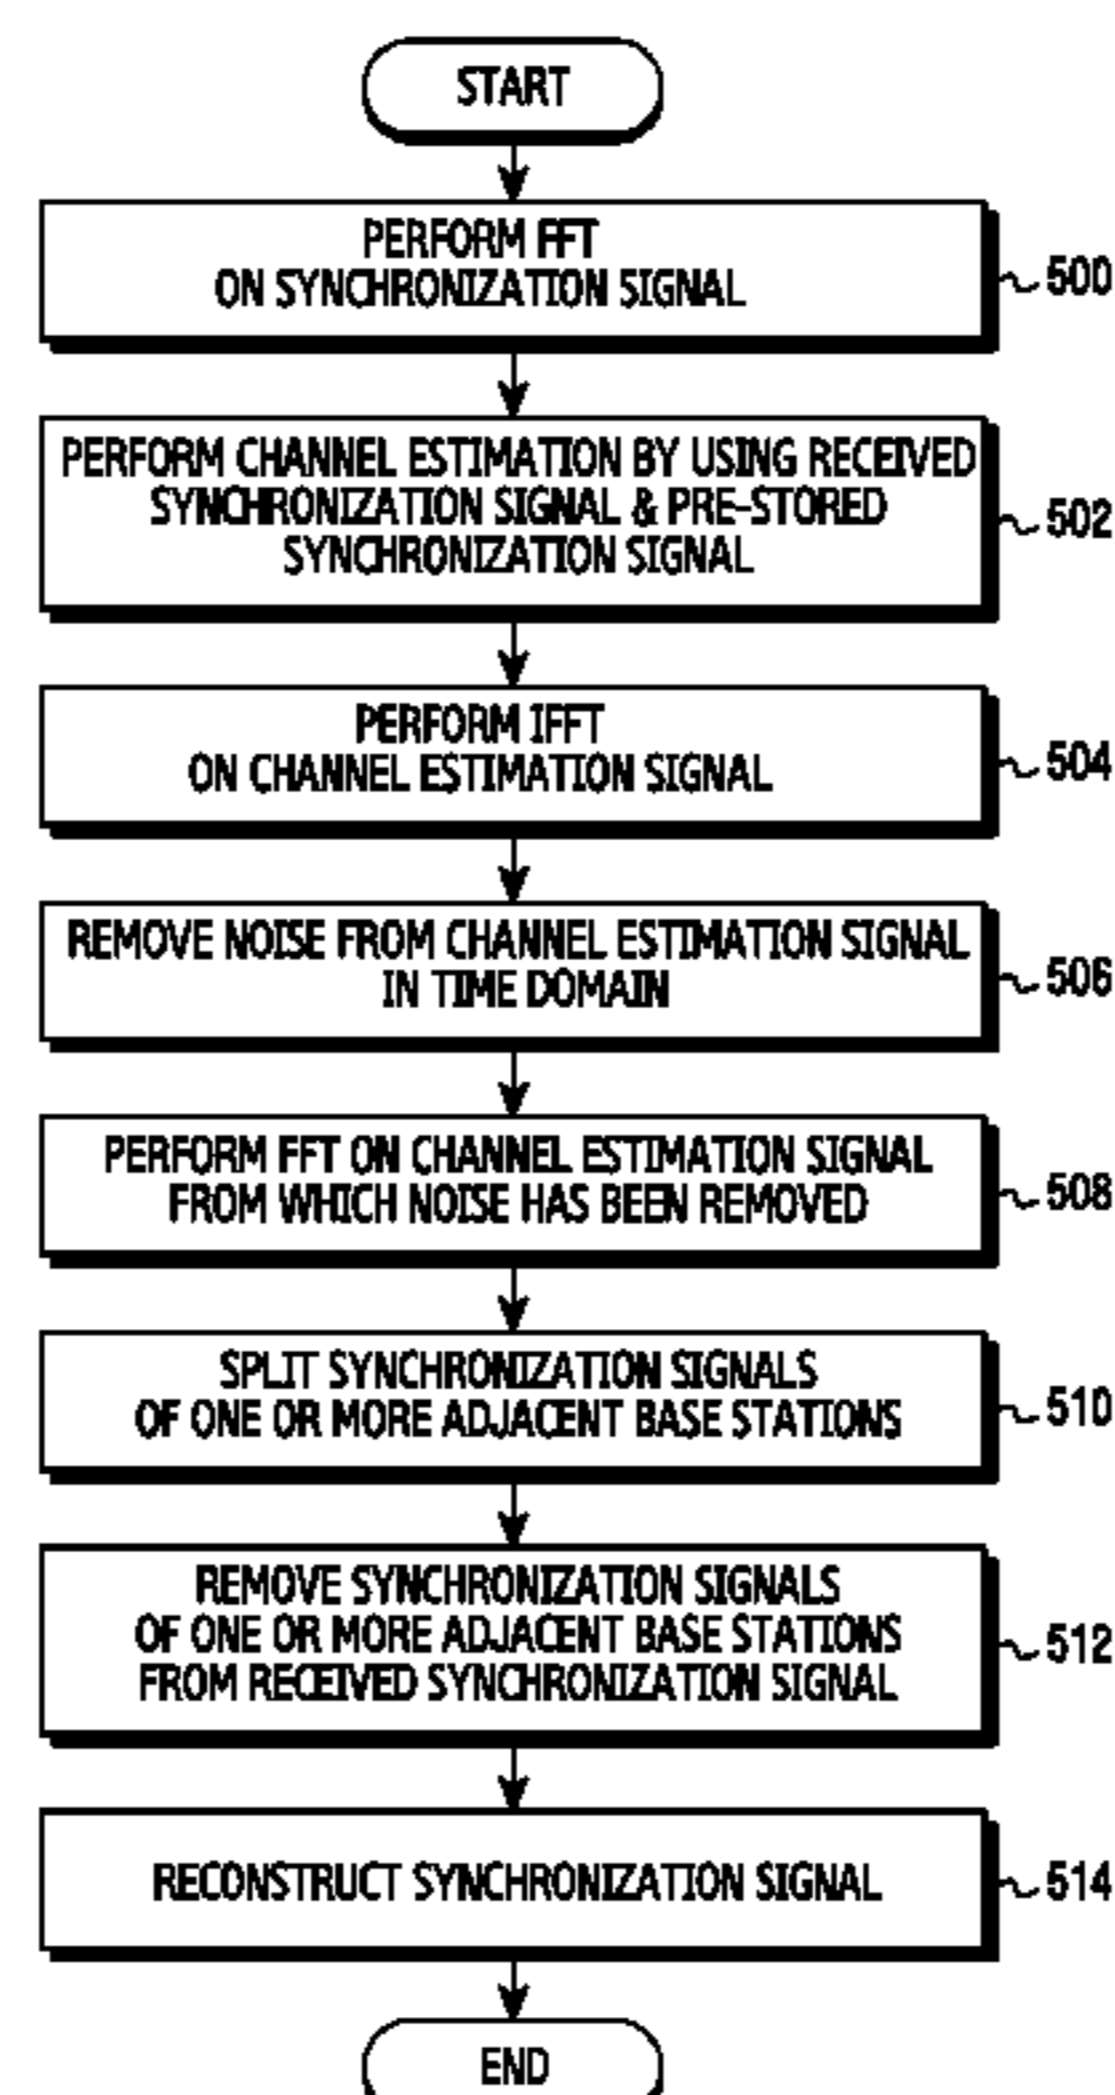 START
PERFORM FFT
ON SYNCHRONIZATION SIGNAL
500
PERFORM CHANNEL ESTIMATION BY USING RECEIVED
SYNCHRONIZATION SIGNAL & PRE-STORED
SYNCHRONIZATION SIGNAL
502
PERFORM IFFT
ON CHANNEL ESTIMATION SIGNAL
504
REMOVE NOISE FROM CHANNEL ESTIMATION SIGNAL
IN TIME DOMAIN
506
PERFORM FFT ON CHANNEL ESTIMATION SIGNAL
FROM WHICH NOISE HAS BEEN REMOVED
508
SPLIT SYNCHRONIZATION SIGNALS
OF ONE OR MORE ADJACENT BASE STATIONS
510
REMOVE SYNCHRONIZATION SIGNALS
OF ONE OR MORE ADJACENT BASE STATIONS
FROM RECEIVED SYNCHRONIZATION SIGNAL
512
RECONSTRUCT SYNCHRONIZATION SIGNAL
514
END